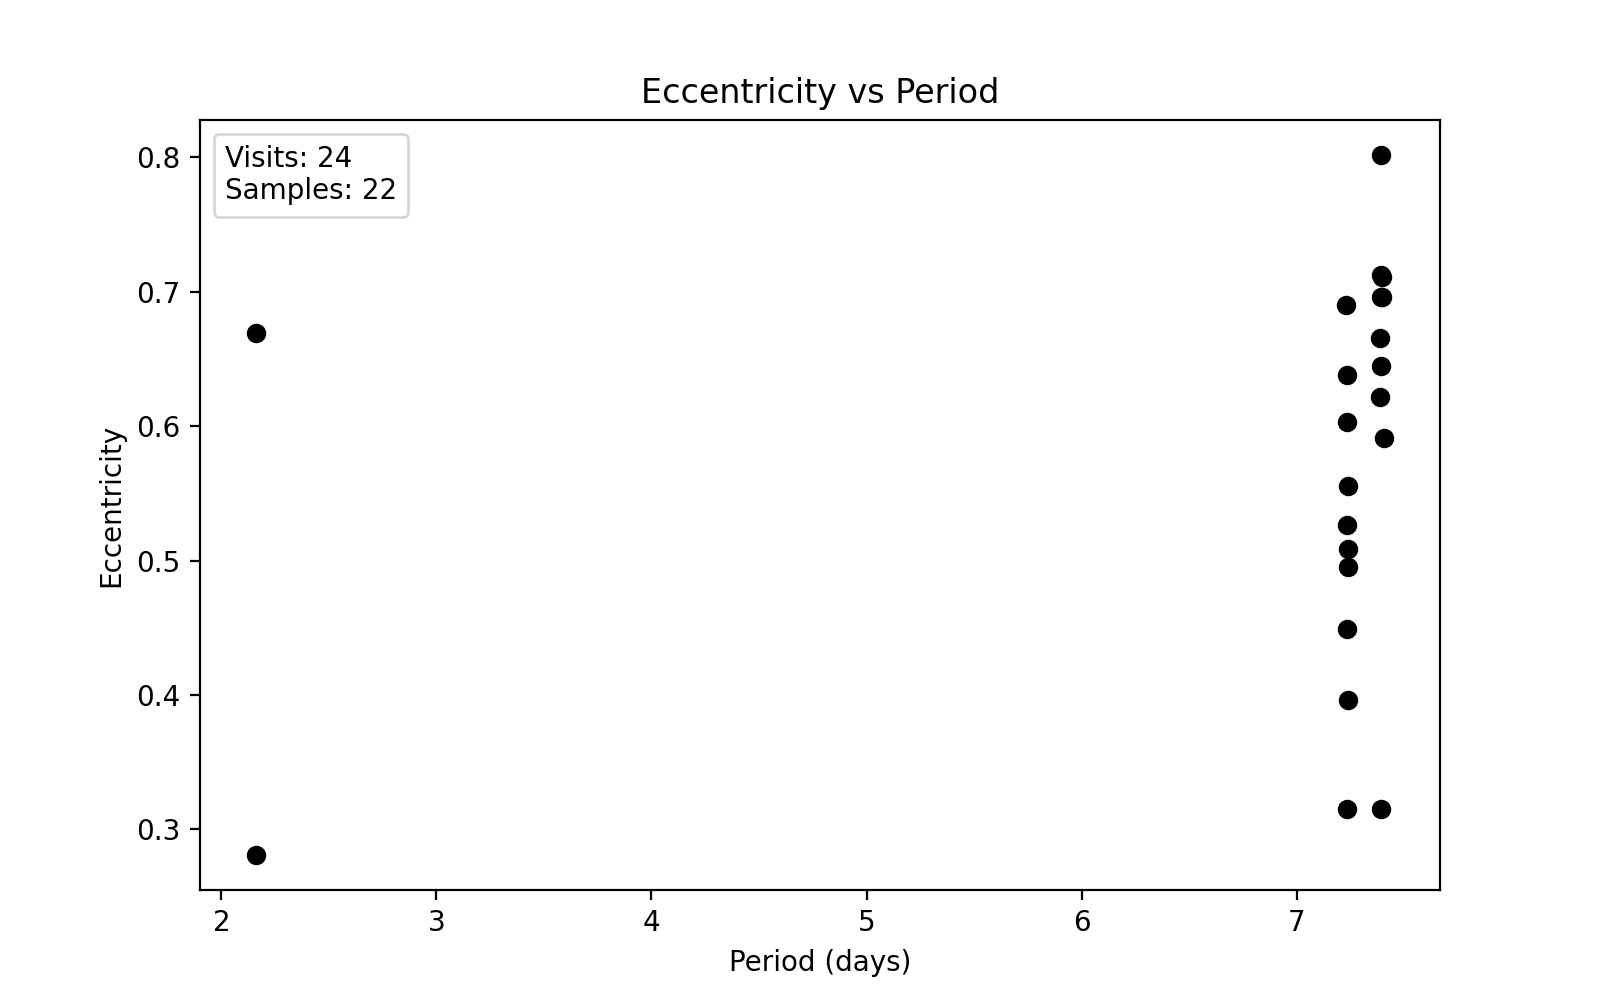 Eccentricity vs Period
Visits: 24
Samples: 22
Eccentricity
0.8
0.7
0.6
0.5
0.4
0.3
2 3 4 5 6 7
Period (days)